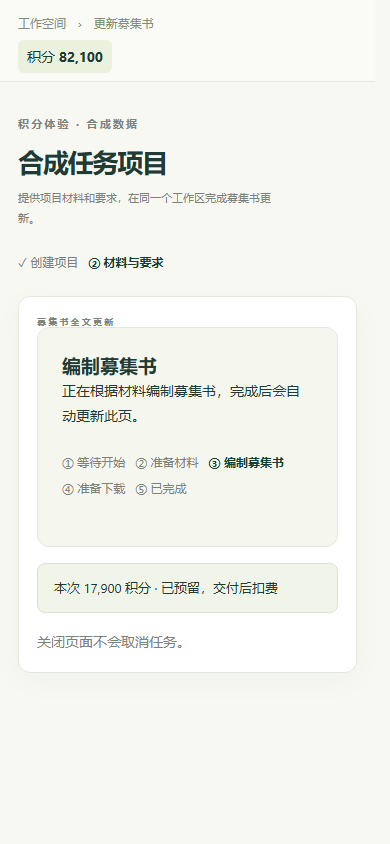 工作空间 › 更新募集书
积分 82,100
积分体验 · 合成数据
合成任务项目
提供项目材料和要求，在同一个工作区完成募集书更
新。
✓ 创建项目 ② 材料与要求
募集书全文更新
编制募集书
正在根据材料编制募集书，完成后会自
动更新此页。
① 等待开始 ② 准备材料 ③ 编制募集书
④ 准备下载 ⑤ 已完成
本次 17,900 积分 · 已预留，交付后扣费
关闭页面不会取消任务。